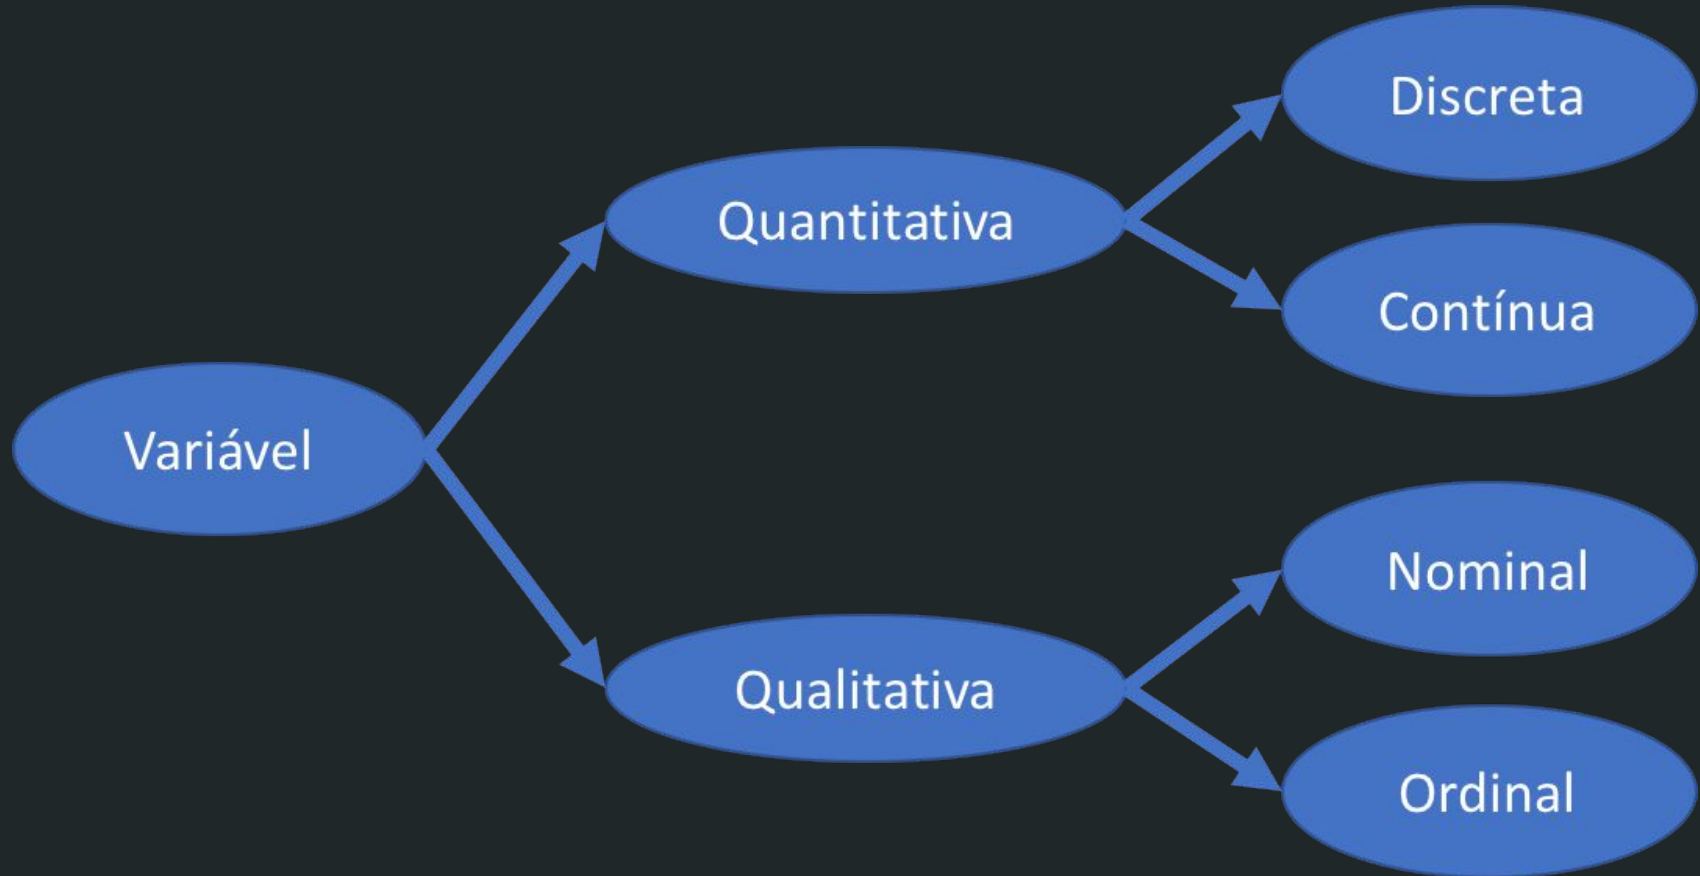 Variável
Quantitativa
Discreta
Contínua
Qualitativa
Nominal
Ordinal